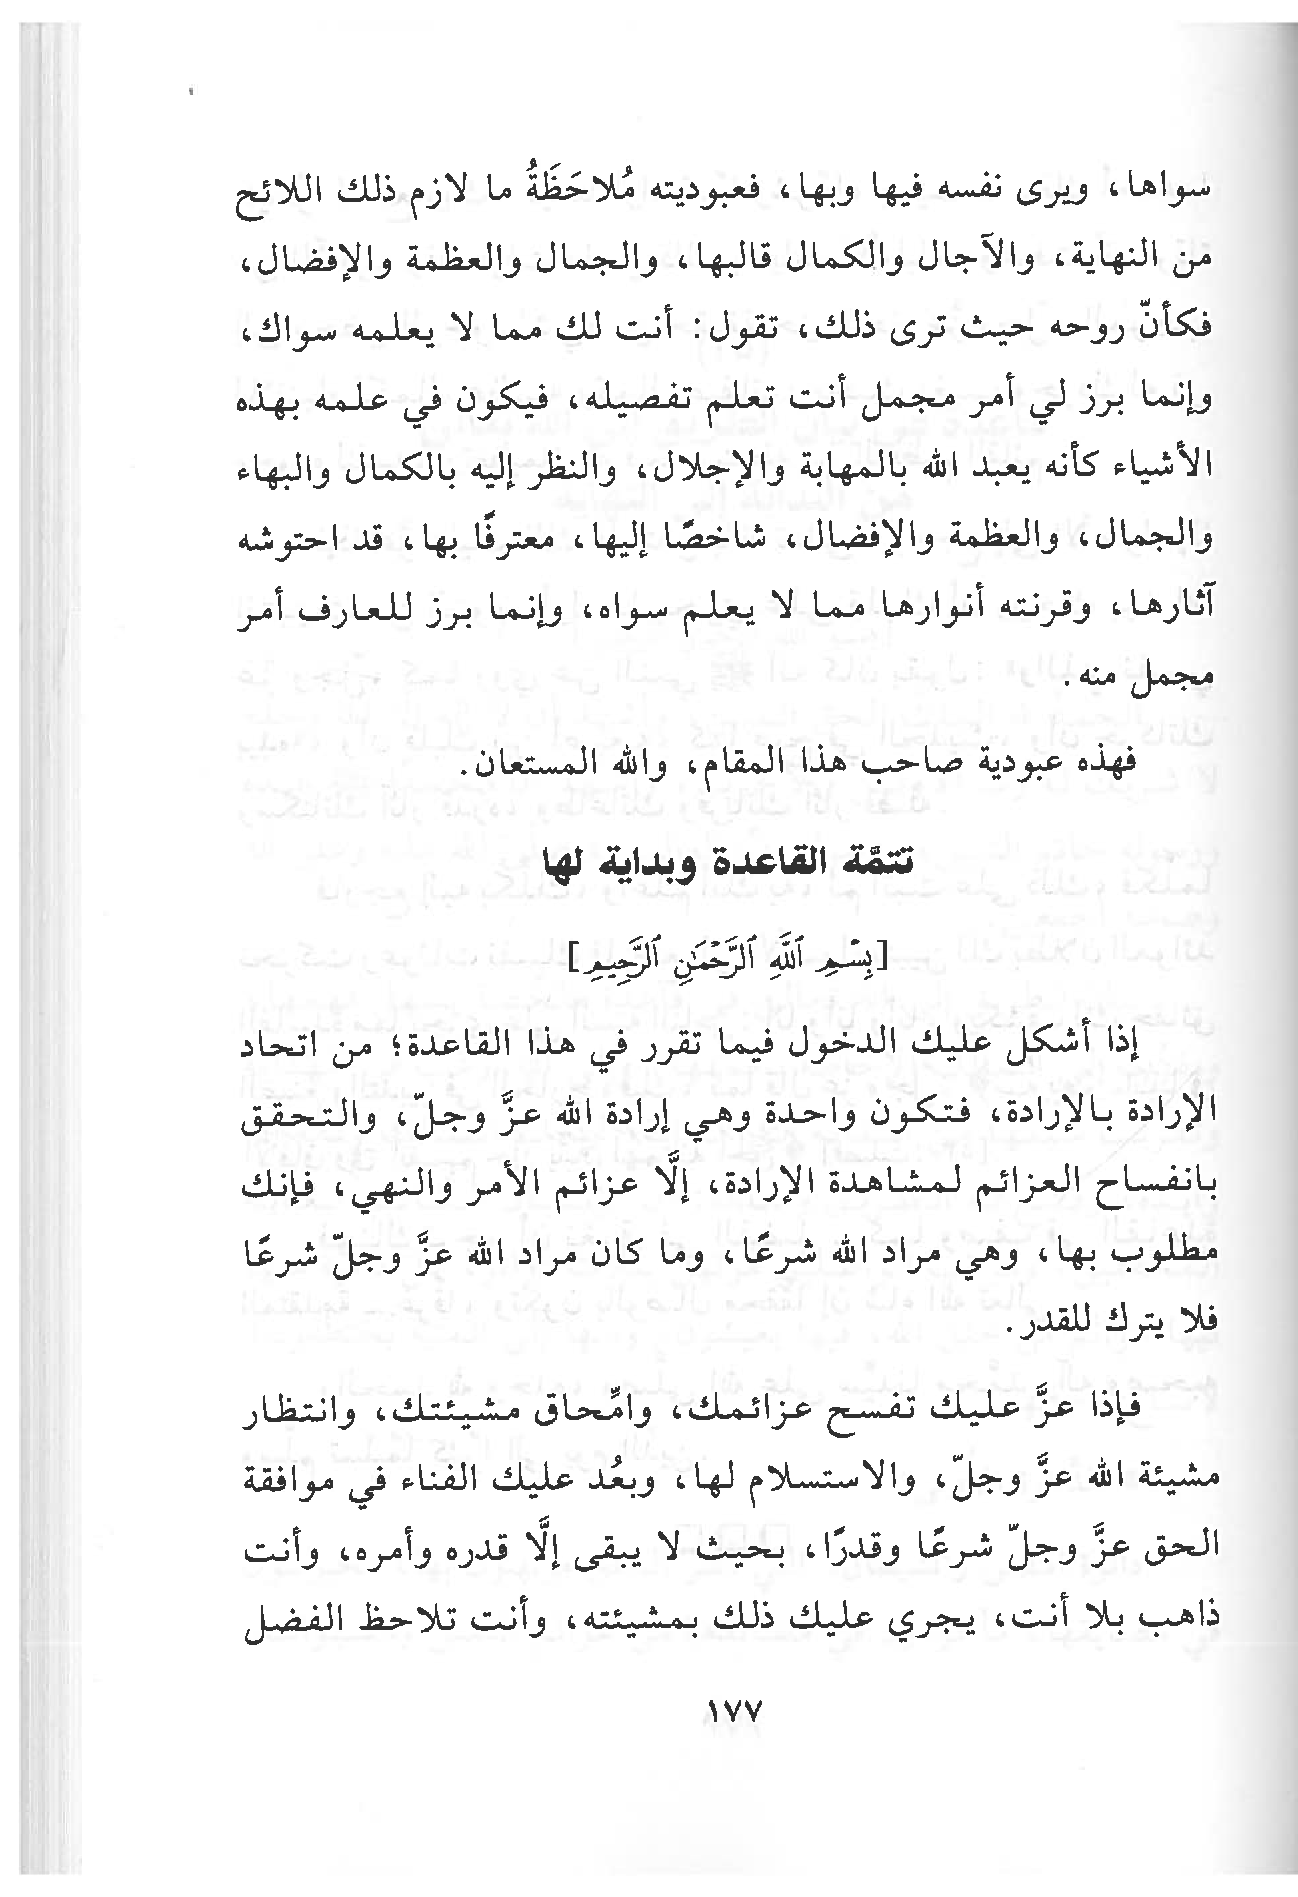 سواها، ويرى نفسه فيها وبها، فعبوديته مُلاحَظَةُ ما لازم ذلك اللائح
من النهاية، والآجال والكمال قالبها، والجمال والعظمة والإفضال،
فكأنّ روحه حيث ترى ذلك، تقول: أنت لك مما لا يعلمه سواك،
وإنما برز لي أمر مجمل أنت تعلم تفصيله، فيكون في علمه بهذه
الأشياء كأنه يعبد الله بالمهابة والإجلال، والنظر إليه بالكمال والبهاء
والجمال، والعظمة والإفضال، شاخصًا إليها، معترفًا بها، قد احتوشه
آثارها، وقرنته أنوارها مما لا يعلم سواه، وإنما برز للعارف أمر
مجمل منه.
فهذه عبودية صاحب هذا المقام، والله المستعان.
تتمَّة القاعدة وبداية لها
[بِسْمِ ٱللَّهِ ٱلرَّحْمَٰنِ ٱلرَّحِيمِ]
إذا أشكل عليك الدخول فيما تقرر في هذا القاعدة؛ من اتحاد
الإرادة بالإرادة، فتكون واحدة وهي إرادة الله عزَّ وجلّ، والتحقق
بانفساح العزائم لمشاهدة الإرادة، إلَّا عزائم الأمر والنهي، فإنك
مطلوب بها، وهي مراد الله شرعًا، وما كان مراد الله عزَّ وجلّ شرعًا
فلا يترك للقدر.
فإذا عزَّ عليك تفسح عزائمك، وامِّحاق مشيئتك، وانتظار
مشيئة الله عزَّ وجلّ، والاستسلام لها، وبعُد عليك الفناء في موافقة
الحق عزَّ وجلّ شرعًا وقدرًا، بحيث لا يبقى إلَّا قدره وأمره، وأنت
ذاهب بلا أنت، يجري عليك ذلك بمشيئته، وأنت تلاحظ الفضل
١٧٧